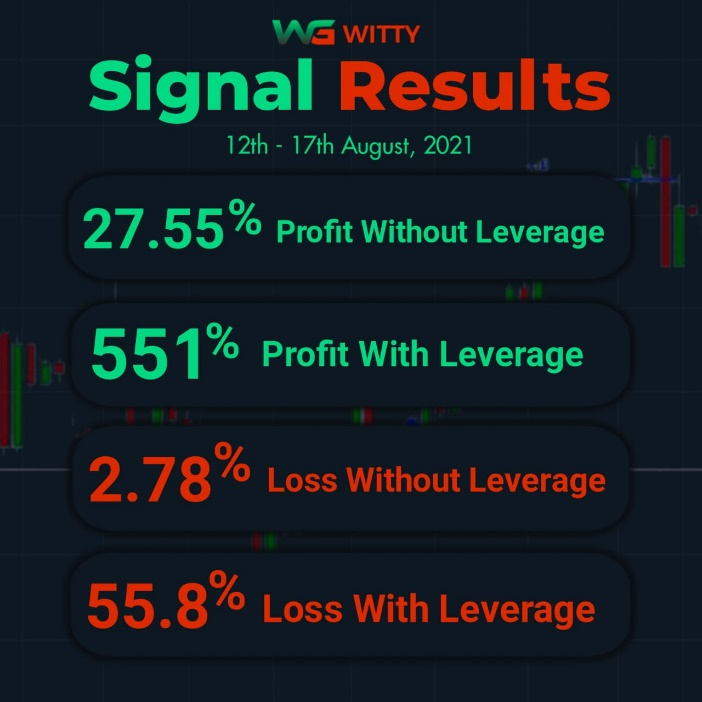 WG WITTY
Signal Results
12th - 17th August, 2021
27.55% Profit Without Leverage
551% Profit With Leverage
2.78% Loss Without Leverage
55.8% Loss With Leverage